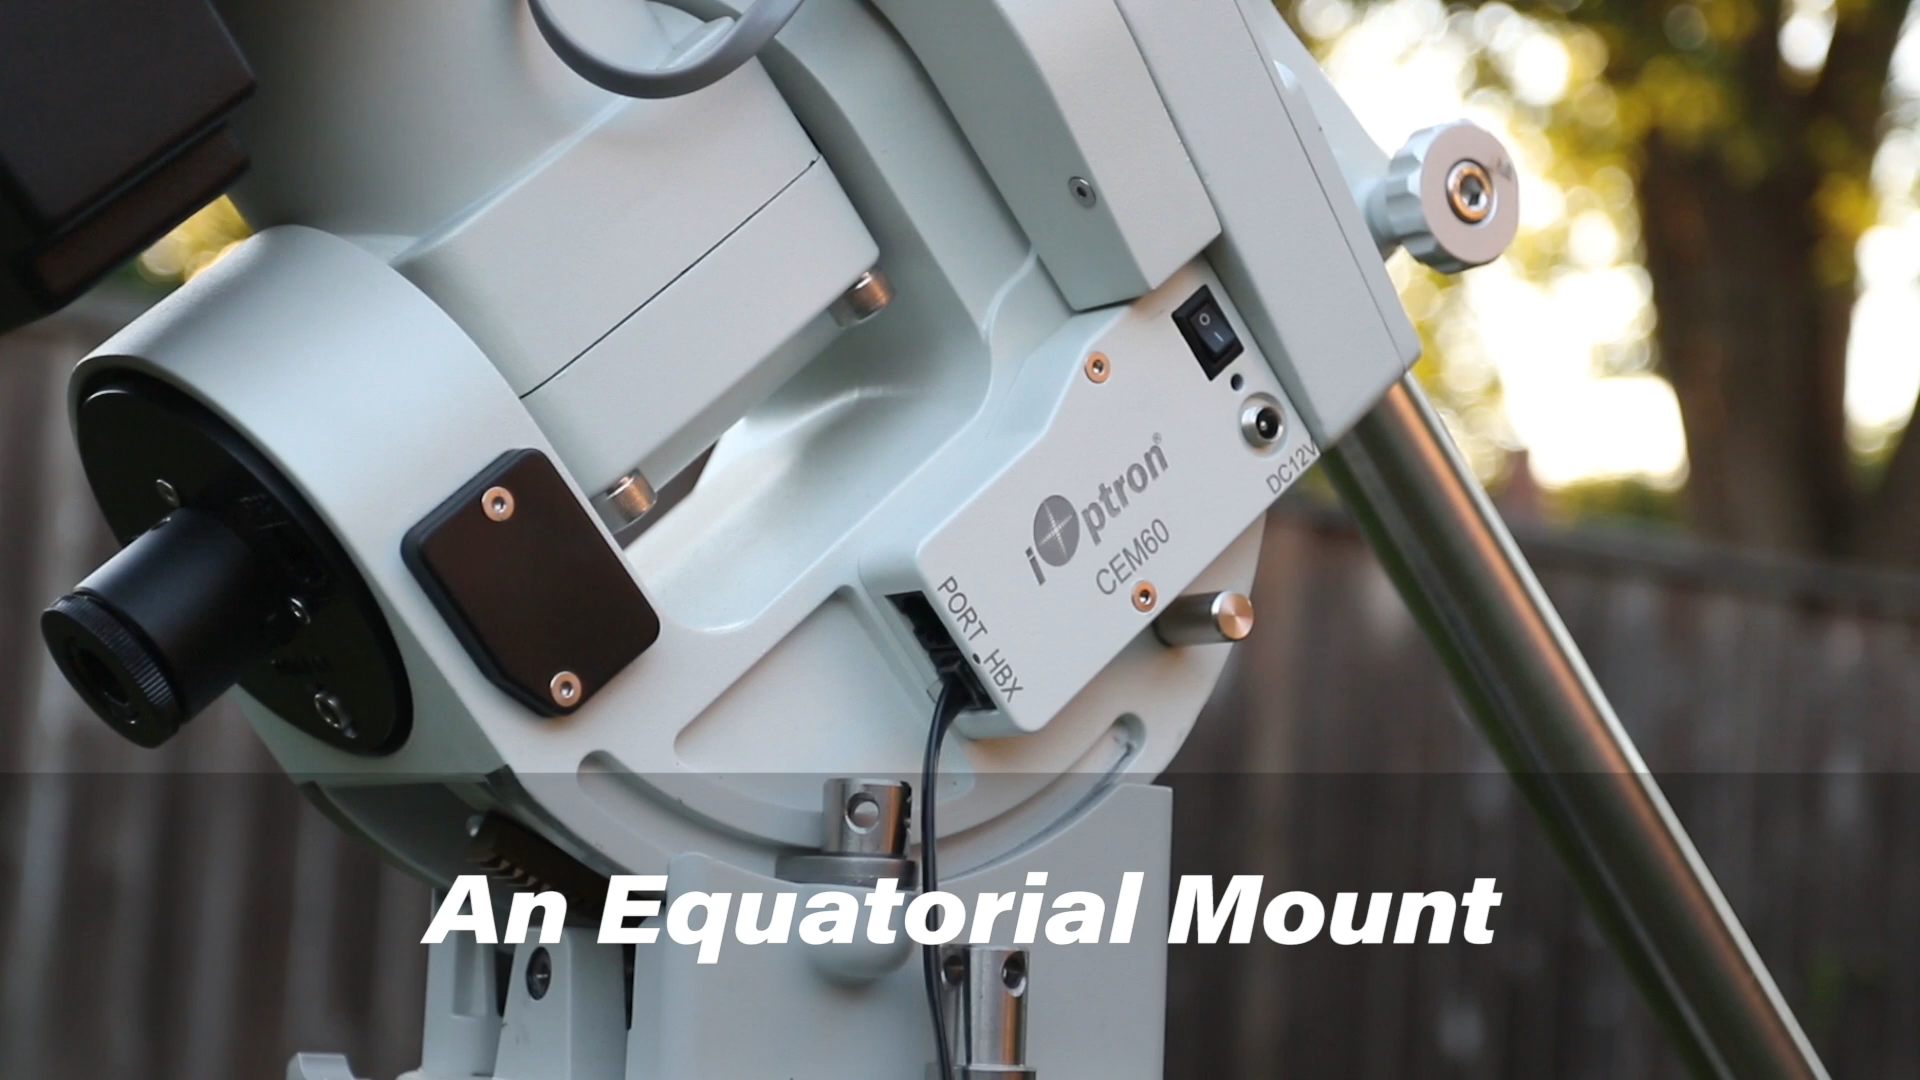 DC12V
iOptron®
CEM60
PORT
HBX
An Equatorial Mount